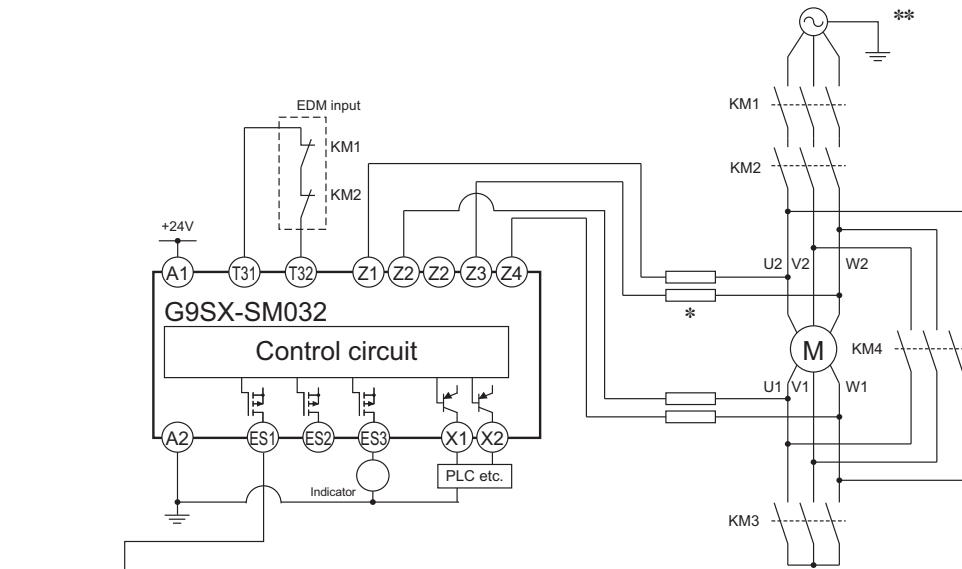 **
EDM input
KM1
KM1
KM2
KM2
+24V
A1 T31 T32 Z1 Z2 Z2 Z3 Z4
U2 V2 W2
G9SX-SM032
*
Control circuit
M
KM4
U1 V1 W1
A2 ES1 ES2 ES3 X1 X2
PLC etc.
Indicator
KM3